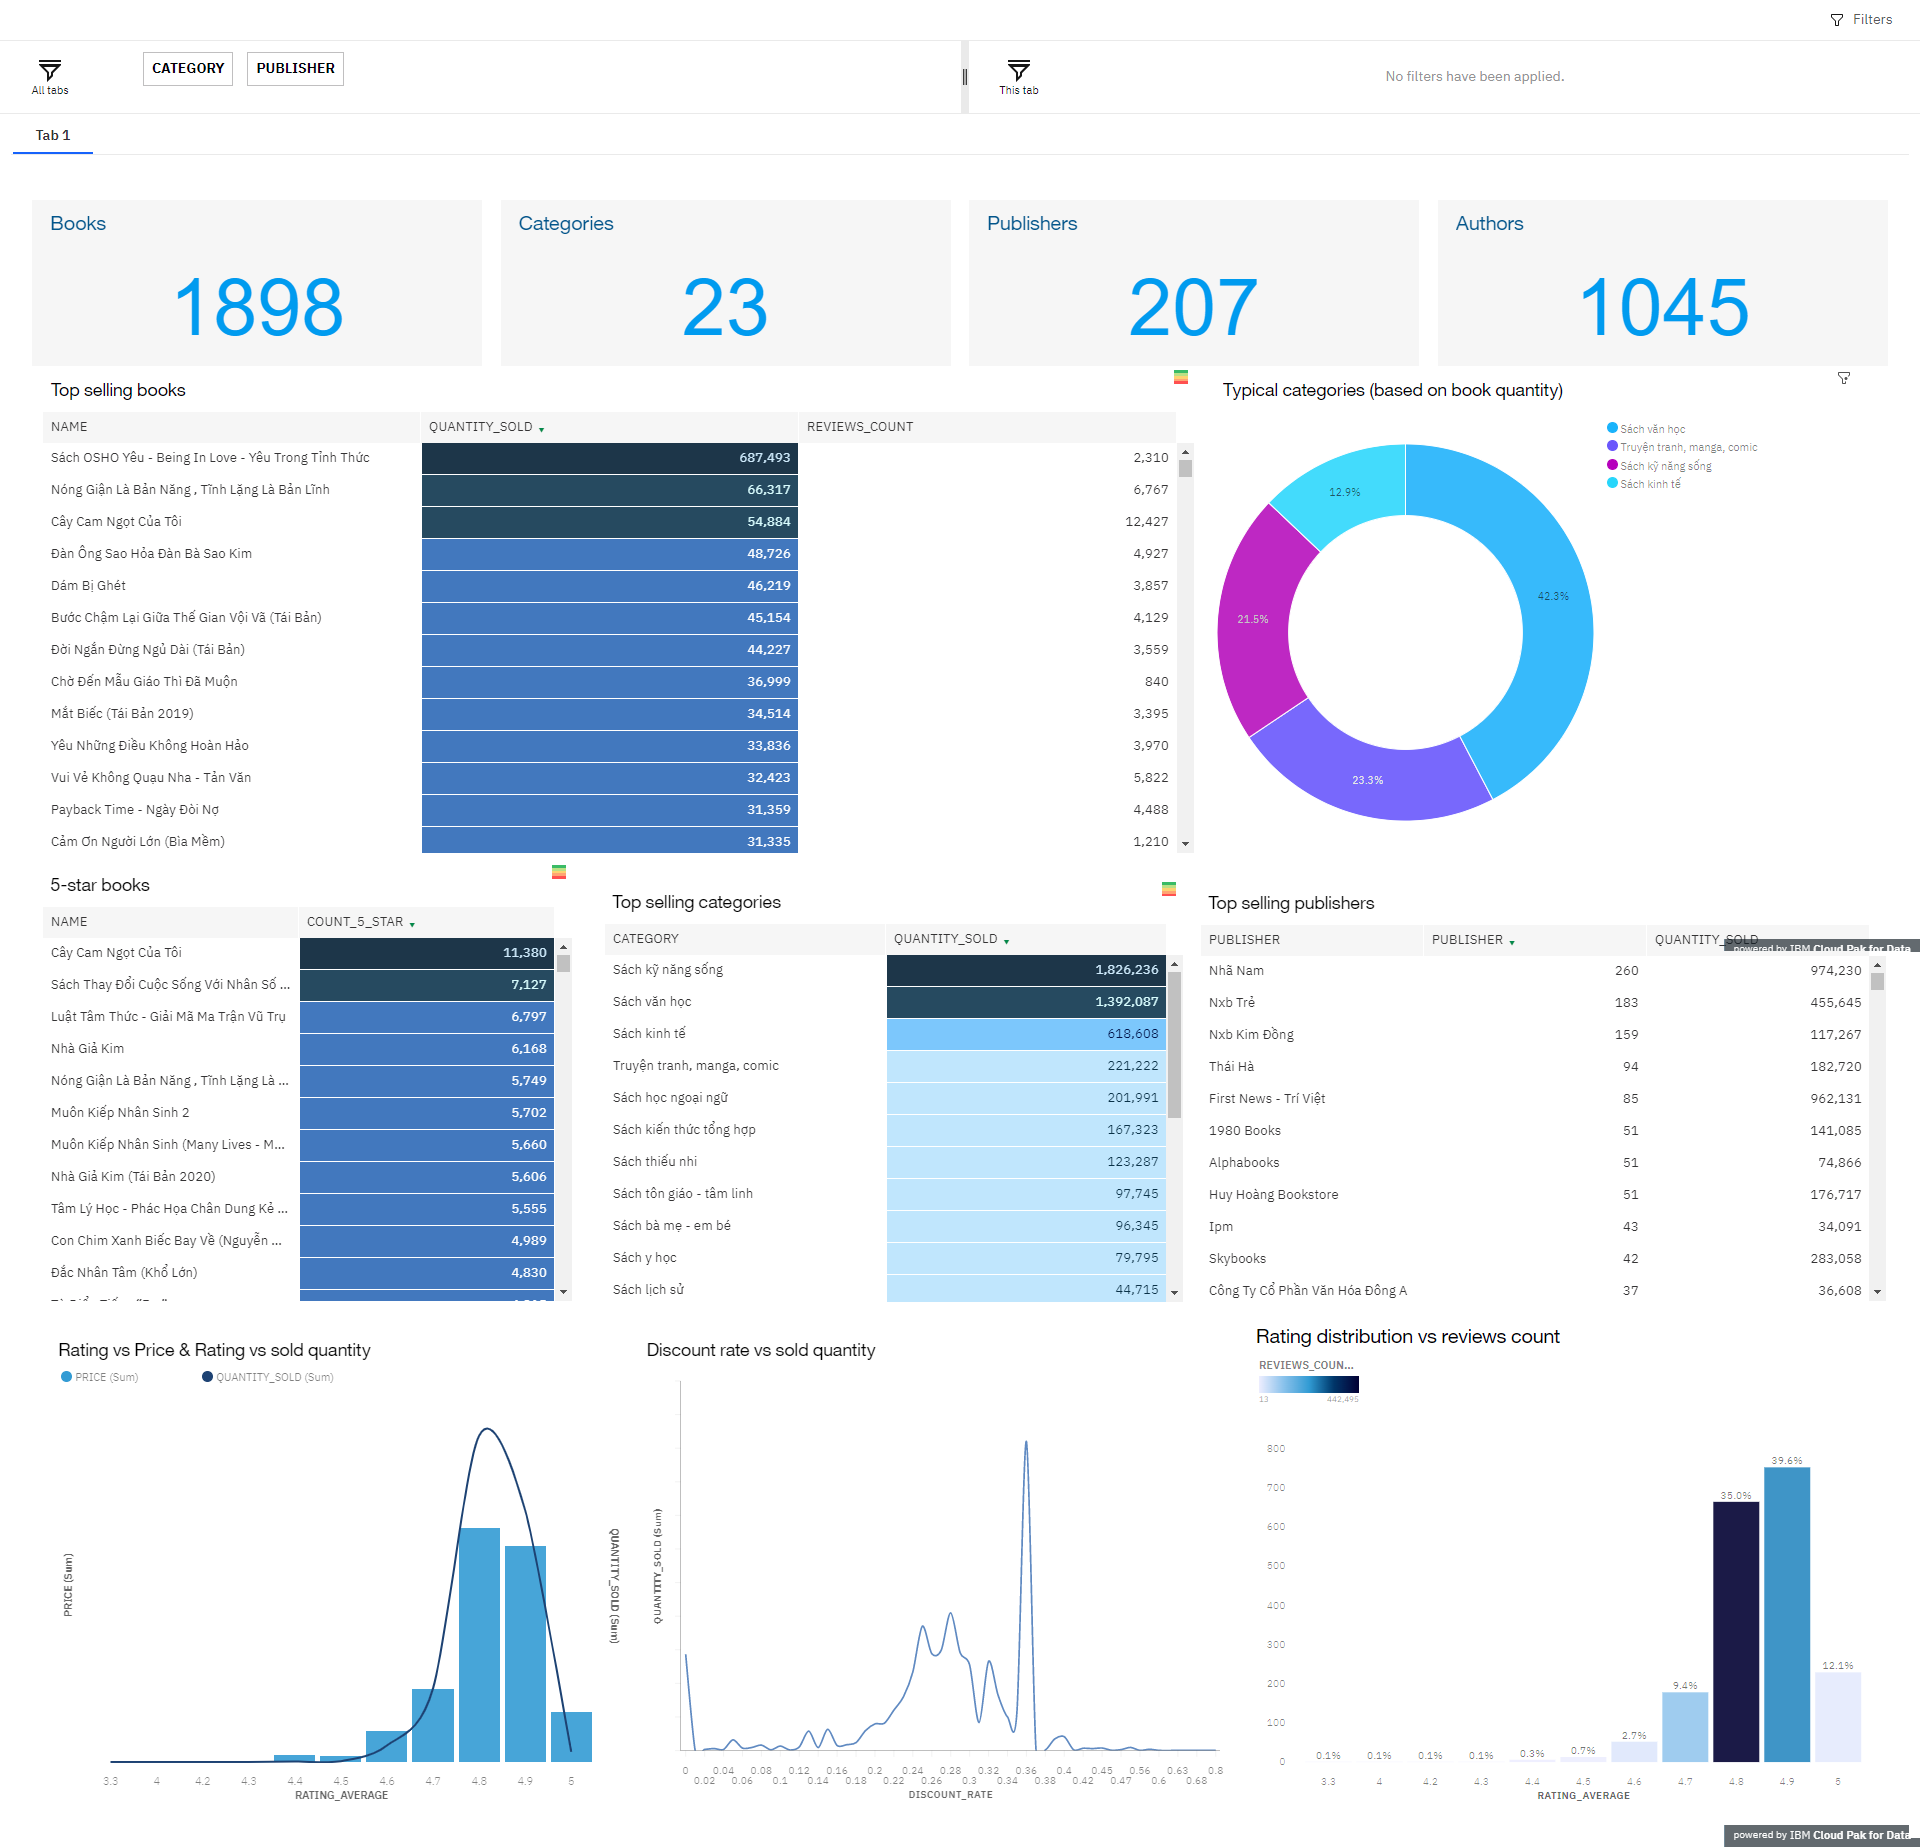 Filters
All tabs
CATEGORY
PUBLISHER
This tab
No filters have been applied.
Tab 1
Books
1898
Categories
23
Publishers
207
Authors
1045
Top selling books
NAME QUANTITY_SOLD REVIEWS_COUNT
Sách OSHO Yêu - Being In Love - Yêu Trong Tỉnh Thức 687,493 2,310
Nóng Giận Là Bản Năng , Tĩnh Lặng Là Bản Lĩnh 66,317 6,767
Cây Cam Ngọt Của Tôi 54,884 12,427
Đàn Ông Sao Hỏa Đàn Bà Sao Kim 48,726 4,927
Dám Bị Ghét 46,219 3,857
Bước Chậm Lại Giữa Thế Gian Vội Vã (Tái Bản) 45,154 4,129
Đời Ngắn Đừng Ngủ Dài (Tái Bản) 44,227 3,559
Chờ Đến Mẫu Giáo Thì Đã Muộn 36,999 840
Mắt Biếc (Tái Bản 2019) 34,514 3,395
Yêu Những Điều Không Hoàn Hảo 33,836 3,970
Vui Vẻ Không Quạu Nha - Tản Văn 32,423 5,822
Payback Time - Ngày Đòi Nợ 31,359 4,488
Cảm Ơn Người Lớn (Bìa Mềm) 31,335 1,210
Typical categories (based on book quantity)
Sách văn học
Truyện tranh, manga, comic
Sách kỹ năng sống
Sách kinh tế
12.9%
42.3%
21.5%
23.3%
5-star books
NAME COUNT_5_STAR
Cây Cam Ngọt Của Tôi 11,380
Sách Thay Đổi Cuộc Sống Với Nhân Số ... 7,127
Luật Tâm Thức - Giải Mã Ma Trận Vũ Trụ 6,797
Nhà Giả Kim 6,168
Nóng Giận Là Bản Năng , Tĩnh Lặng Là ... 5,749
Muôn Kiếp Nhân Sinh 2 5,702
Muôn Kiếp Nhân Sinh (Many Lives - M... 5,660
Nhà Giả Kim (Tái Bản 2020) 5,606
Tâm Lý Học - Phác Họa Chân Dung Kẻ ... 5,555
Con Chim Xanh Biếc Bay Về (Nguyễn ... 4,989
Đắc Nhân Tâm (Khổ Lớn) 4,830
Top selling categories
CATEGORY QUANTITY_SOLD
Sách kỹ năng sống 1,826,236
Sách văn học 1,392,087
Sách kinh tế 618,608
Truyện tranh, manga, comic 221,222
Sách học ngoại ngữ 201,991
Sách kiến thức tổng hợp 167,323
Sách thiếu nhi 123,287
Sách tôn giáo - tâm linh 97,745
Sách bà mẹ - em bé 96,345
Sách y học 79,795
Sách lịch sử 44,715
Top selling publishers
PUBLISHER PUBLISHER QUANTITY_SOLD
powered by IBM Cloud Pak for Data
Nhã Nam 260 974,230
Nxb Trẻ 183 455,645
Nxb Kim Đồng 159 117,267
Thái Hà 94 182,720
First News - Trí Việt 85 962,131
1980 Books 51 141,085
Alphabooks 51 74,866
Huy Hoàng Bookstore 51 176,717
Ipm 43 34,091
Skybooks 42 283,058
Công Ty Cổ Phần Văn Hóa Đông A 37 36,608
Rating vs Price & Rating vs sold quantity
PRICE (Sum) QUANTITY_SOLD (Sum)
PRICE (Sum)
QUANTITY_SOLD (Sum)
3.3 4 4.2 4.3 4.4 4.5 4.6 4.7 4.8 4.9 5
RATING_AVERAGE
Discount rate vs sold quantity
QUANTITY_SOLD (Sum)
0 0.04 0.08 0.12 0.16 0.2 0.24 0.28 0.32 0.36 0.4 0.45 0.56 0.63 0.8
0.02 0.06 0.1 0.14 0.18 0.22 0.26 0.3 0.34 0.38 0.42 0.47 0.6 0.68
DISCOUNT_RATE
Rating distribution vs reviews count
REVIEWS_COUN...
13 442,495
800
700
600
500
400
300
200
100
0
0.1% 0.1% 0.1% 0.1% 0.3% 0.7% 2.7% 9.4% 35.0% 39.6% 12.1%
3.3 4 4.2 4.3 4.4 4.5 4.6 4.7 4.8 4.9 5
RATING_AVERAGE
powered by IBM Cloud Pak for Data